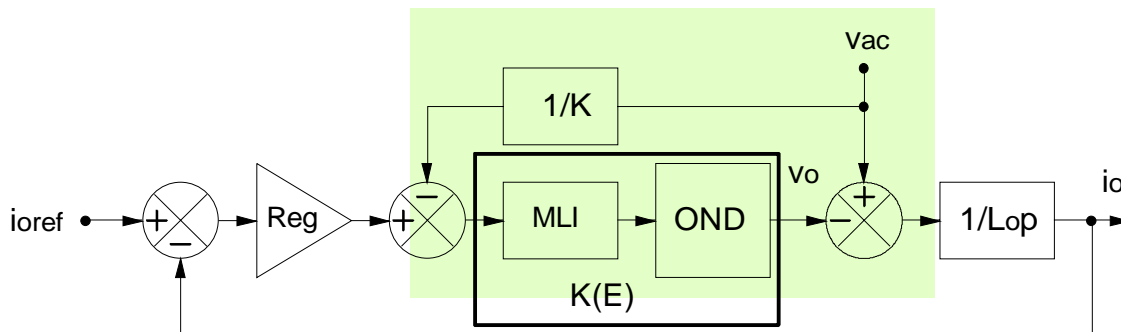 vac
1/K
−
vo
+
ioref
+
−
Reg
+
MLI
OND
−
1/Lop
io
K(E)